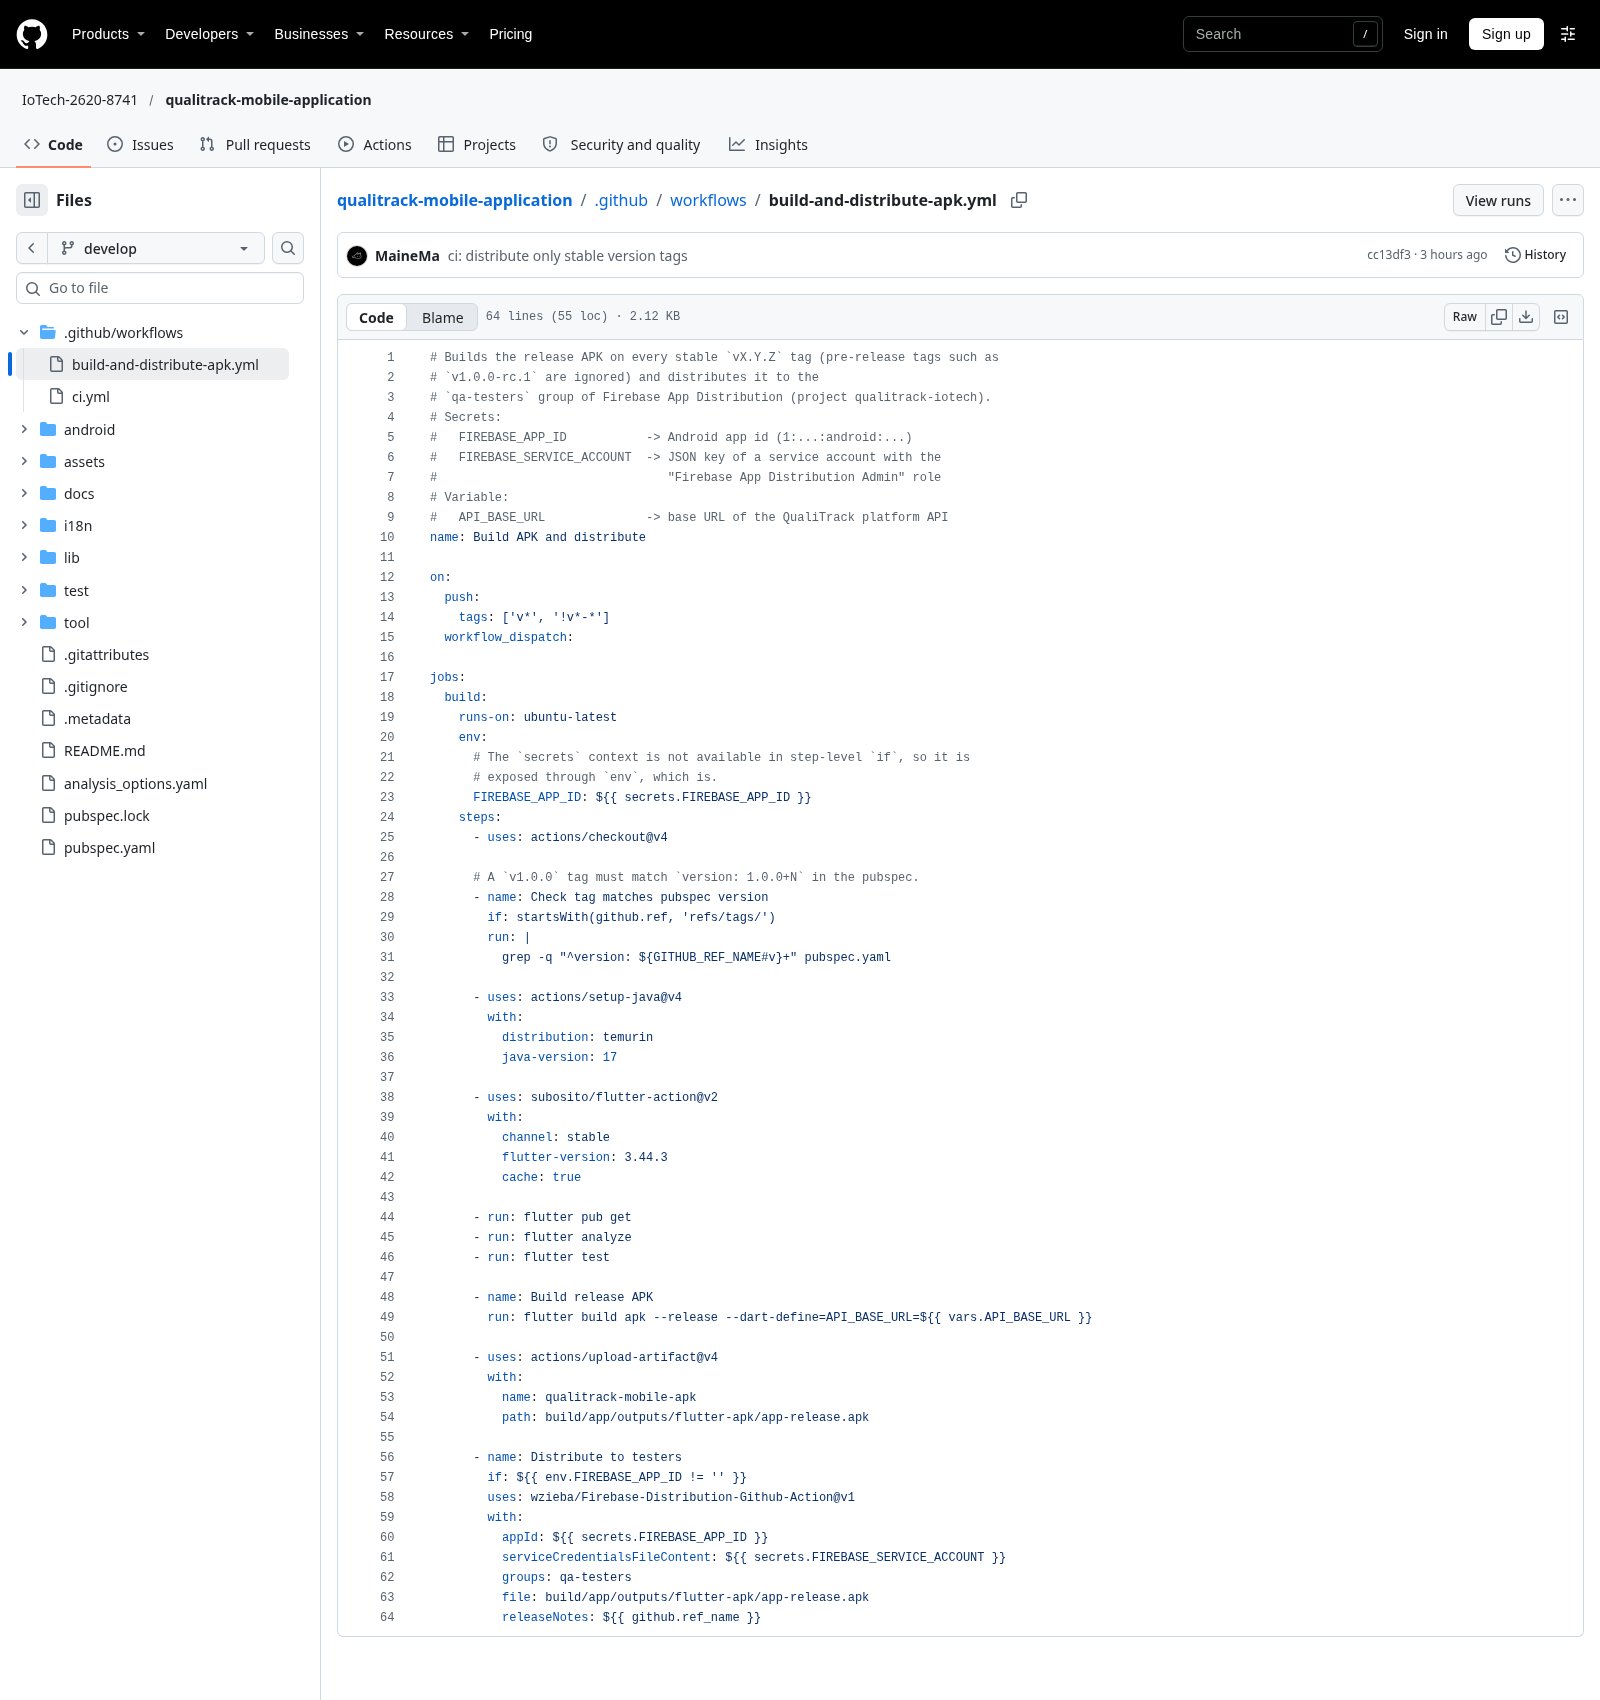 Products
Developers
Businesses
Resources
Pricing
Search
/
Sign in
Sign up
IoTech-2620-8741 / qualitrack-mobile-application
Code
Issues
Pull requests
Actions
Projects
Security and quality
Insights
Files
develop
Go to file
.github/workflows
build-and-distribute-apk.yml
ci.yml
android
assets
docs
i18n
lib
test
tool
.gitattributes
.gitignore
.metadata
README.md
analysis_options.yaml
pubspec.lock
pubspec.yaml
qualitrack-mobile-application / .github / workflows / build-and-distribute-apk.yml
View runs
MaineMa ci: distribute only stable version tags
cc13df3 · 3 hours ago
History
Code
Blame
64 lines (55 loc) · 2.12 KB
Raw
1 # Builds the release APK on every stable `vX.Y.Z` tag (pre-release tags such as
2 # `v1.0.0-rc.1` are ignored) and distributes it to the
3 # `qa-testers` group of Firebase App Distribution (project qualitrack-iotech).
4 # Secrets:
5 #   FIREBASE_APP_ID           -> Android app id (1:...:android:...)
6 #   FIREBASE_SERVICE_ACCOUNT  -> JSON key of a service account with the
7 #                                "Firebase App Distribution Admin" role
8 # Variable:
9 #   API_BASE_URL              -> base URL of the QualiTrack platform API
10 name: Build APK and distribute
11
12 on:
13   push:
14     tags: ['v*', '!v*-*']
15   workflow_dispatch:
16
17 jobs:
18   build:
19     runs-on: ubuntu-latest
20     env:
21       # The `secrets` context is not available in step-level `if`, so it is
22       # exposed through `env`, which is.
23       FIREBASE_APP_ID: ${{ secrets.FIREBASE_APP_ID }}
24     steps:
25       - uses: actions/checkout@v4
26
27       # A `v1.0.0` tag must match `version: 1.0.0+N` in the pubspec.
28       - name: Check tag matches pubspec version
29         if: startsWith(github.ref, 'refs/tags/')
30         run: |
31           grep -q "^version: ${GITHUB_REF_NAME#v}+" pubspec.yaml
32
33       - uses: actions/setup-java@v4
34         with:
35           distribution: temurin
36           java-version: 17
37
38       - uses: subosito/flutter-action@v2
39         with:
40           channel: stable
41           flutter-version: 3.44.3
42           cache: true
43
44       - run: flutter pub get
45       - run: flutter analyze
46       - run: flutter test
47
48       - name: Build release APK
49         run: flutter build apk --release --dart-define=API_BASE_URL=${{ vars.API_BASE_URL }}
50
51       - uses: actions/upload-artifact@v4
52         with:
53           name: qualitrack-mobile-apk
54           path: build/app/outputs/flutter-apk/app-release.apk
55
56       - name: Distribute to testers
57         if: ${{ env.FIREBASE_APP_ID != '' }}
58         uses: wzieba/Firebase-Distribution-Github-Action@v1
59         with:
60           appId: ${{ secrets.FIREBASE_APP_ID }}
61           serviceCredentialsFileContent: ${{ secrets.FIREBASE_SERVICE_ACCOUNT }}
62           groups: qa-testers
63           file: build/app/outputs/flutter-apk/app-release.apk
64           releaseNotes: ${{ github.ref_name }}